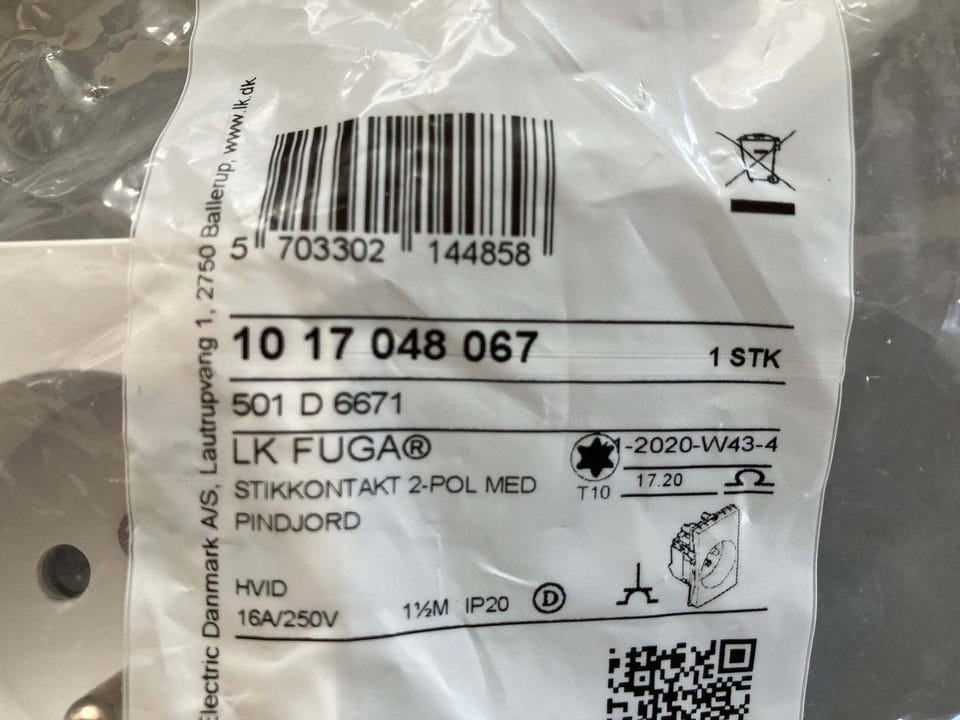 Electric Danmark A/S, Lautrupvang 1, 2750 Ballerup, www.lk.dk
5 703302 144858
10 17 048 067 1 STK
501 D 6671
LK FUGA® 1-2020-W43-4
T10 17.20
STIKKONTAKT 2-POL MED
PINDJORD
HVID
16A/250V 1½M IP20 D